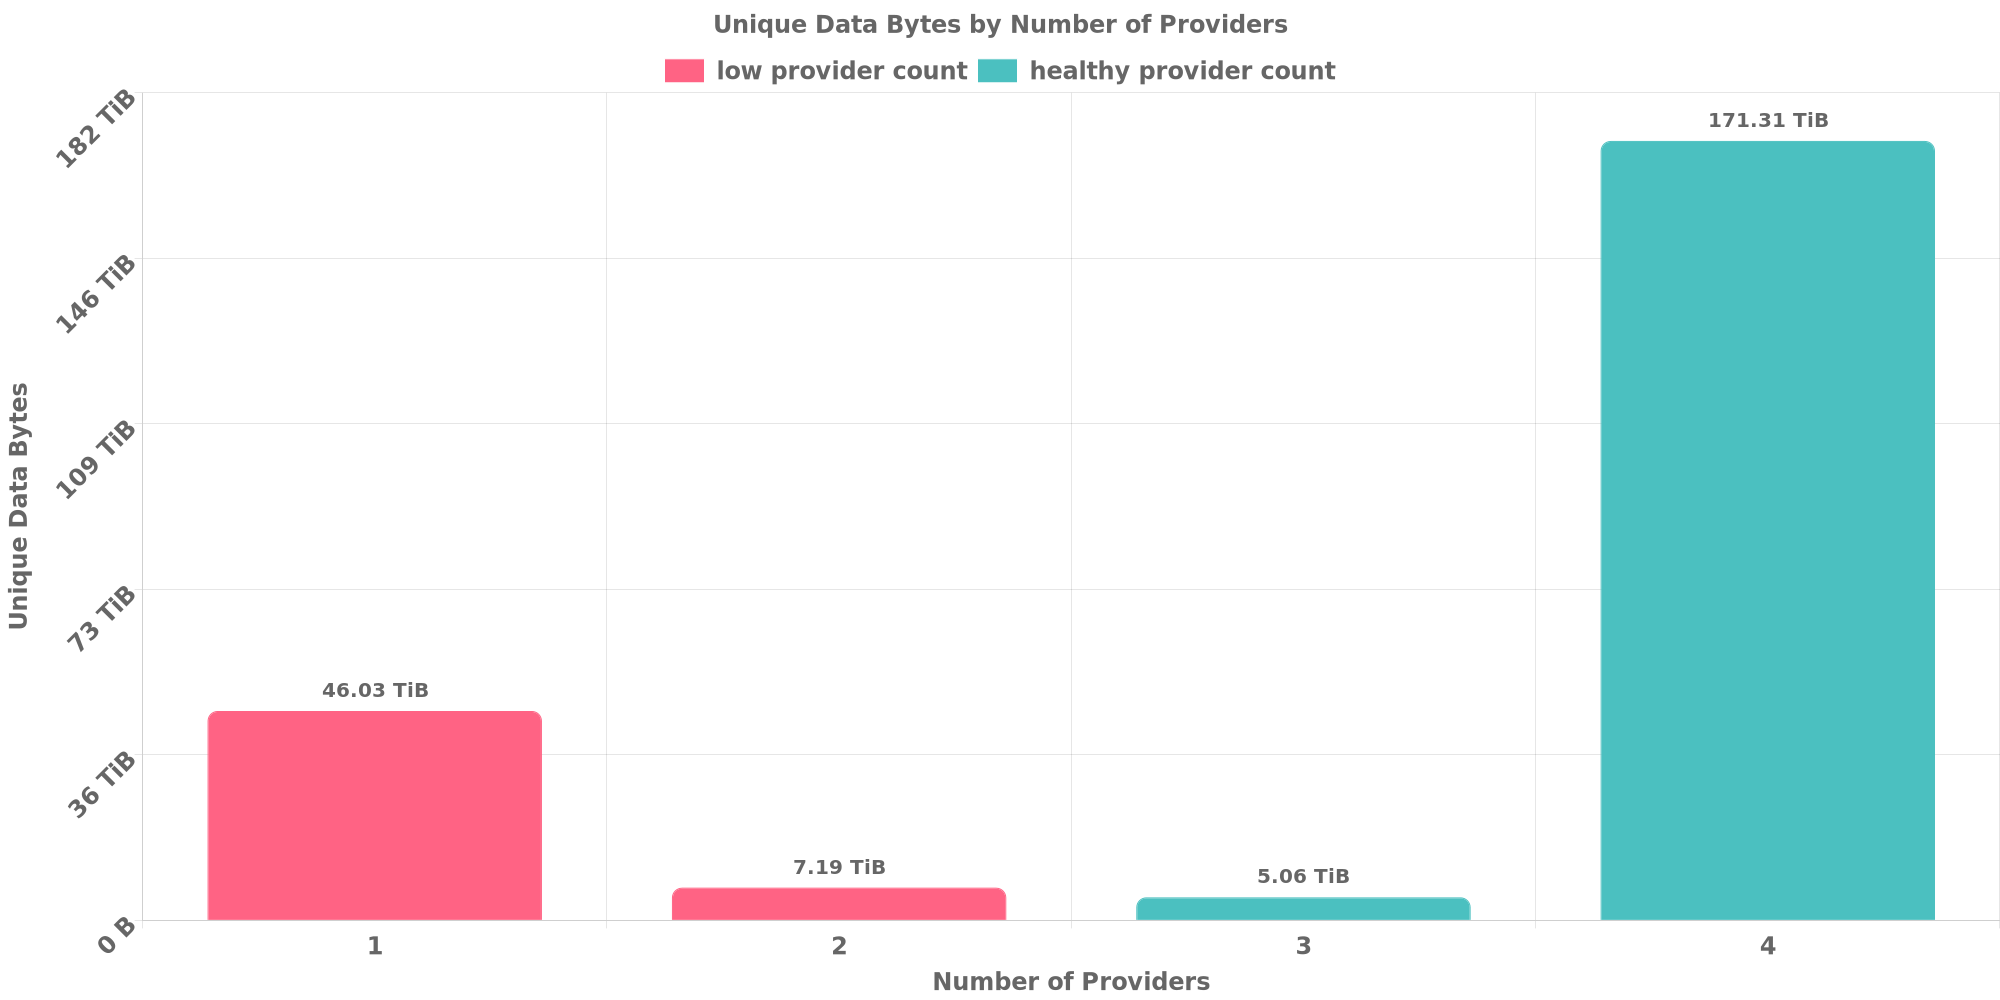 Unique Data Bytes by Number of Providers
low provider count
healthy provider count
182 TiB
146 TiB
109 TiB
73 TiB
36 TiB
0 B
Unique Data Bytes
46.03 TiB
7.19 TiB
5.06 TiB
171.31 TiB
1
2
3
4
Number of Providers